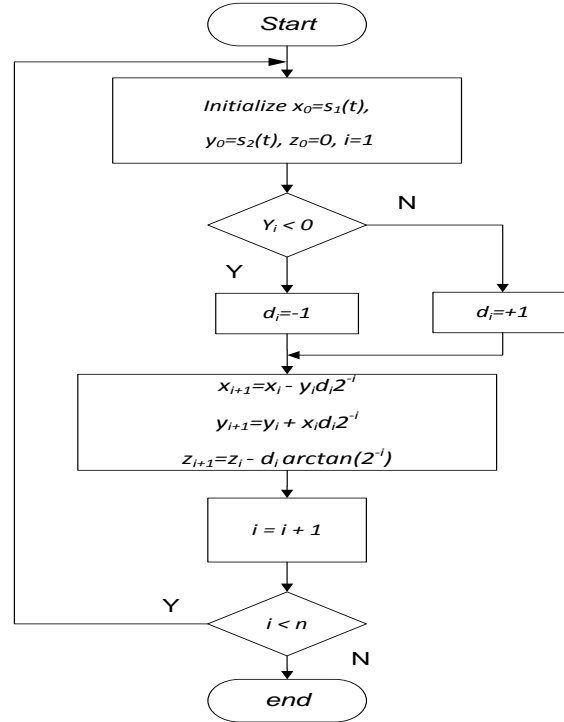 Start
Initialize x₀=s₁(t),
y₀=s₂(t), z₀=0, i=1
Yᵢ < 0
N
Y
dᵢ=-1
dᵢ=+1
xᵢ₊₁=xᵢ - yᵢdᵢ2⁻ⁱ
yᵢ₊₁=yᵢ + xᵢdᵢ2⁻ⁱ
zᵢ₊₁=zᵢ - dᵢ arctan(2⁻ⁱ)
i = i + 1
Y
i < n
N
end